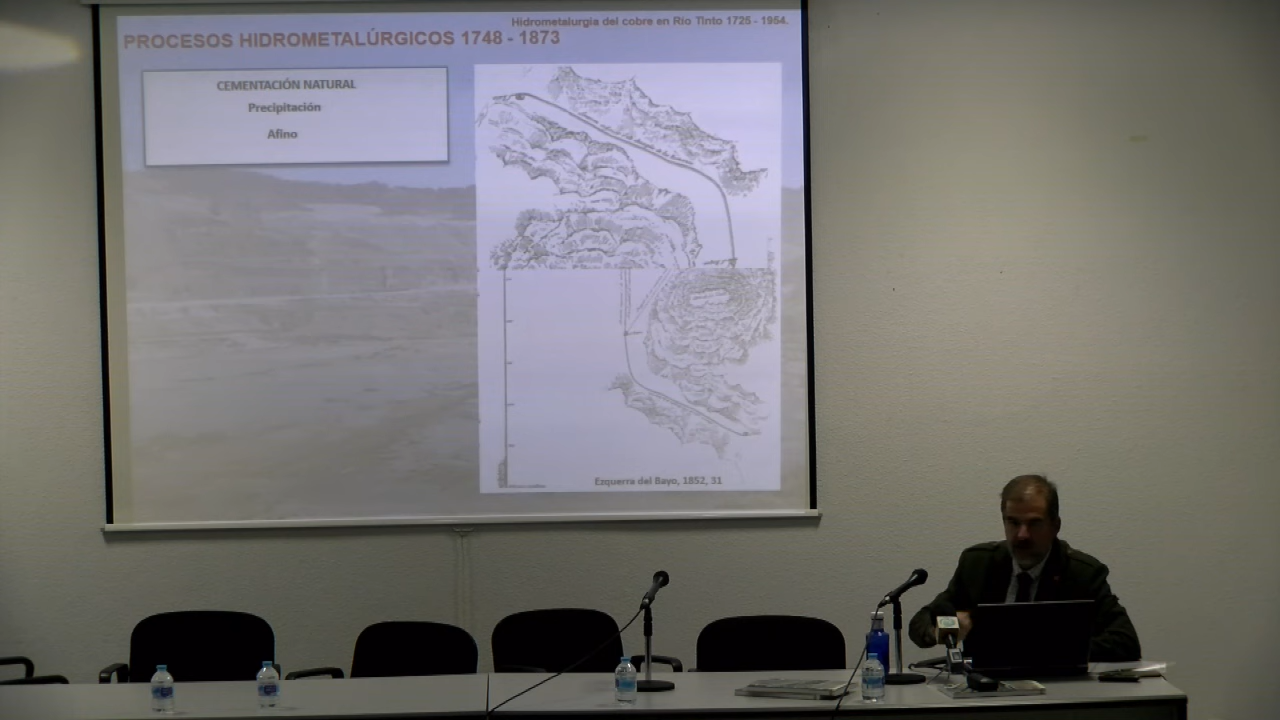 Hidrometalurgia del cobre en Río Tinto 1725 - 1954.
PROCESOS HIDROMETALÚRGICOS 1748 - 1873
CEMENTACIÓN NATURAL
Precipitación
Afino
Ezquerra del Bayo, 1852, 31